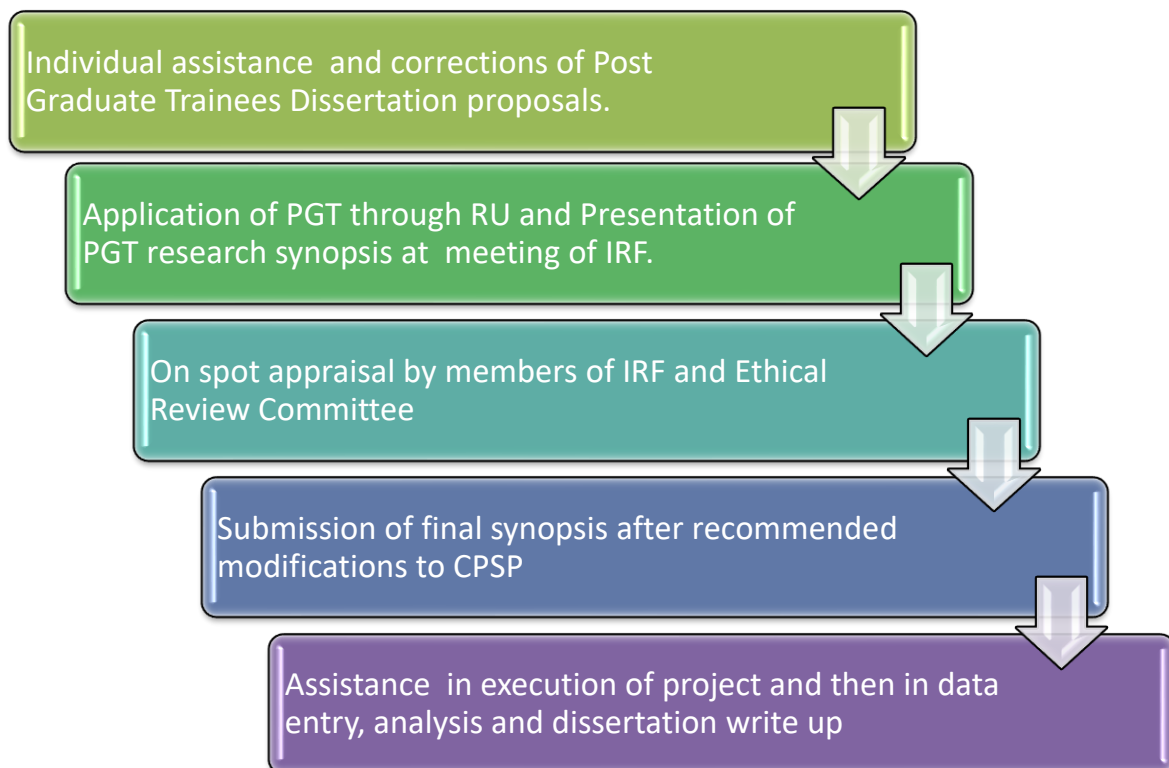 Individual assistance  and corrections of Post
Graduate Trainees Dissertation proposals.
Application of PGT through RU and Presentation of
PGT research synopsis at  meeting of IRF.
On spot appraisal by members of IRF and Ethical
Review Committee
Submission of final synopsis after recommended
modifications to CPSP
Assistance  in execution of project and then in data
entry, analysis and dissertation write up